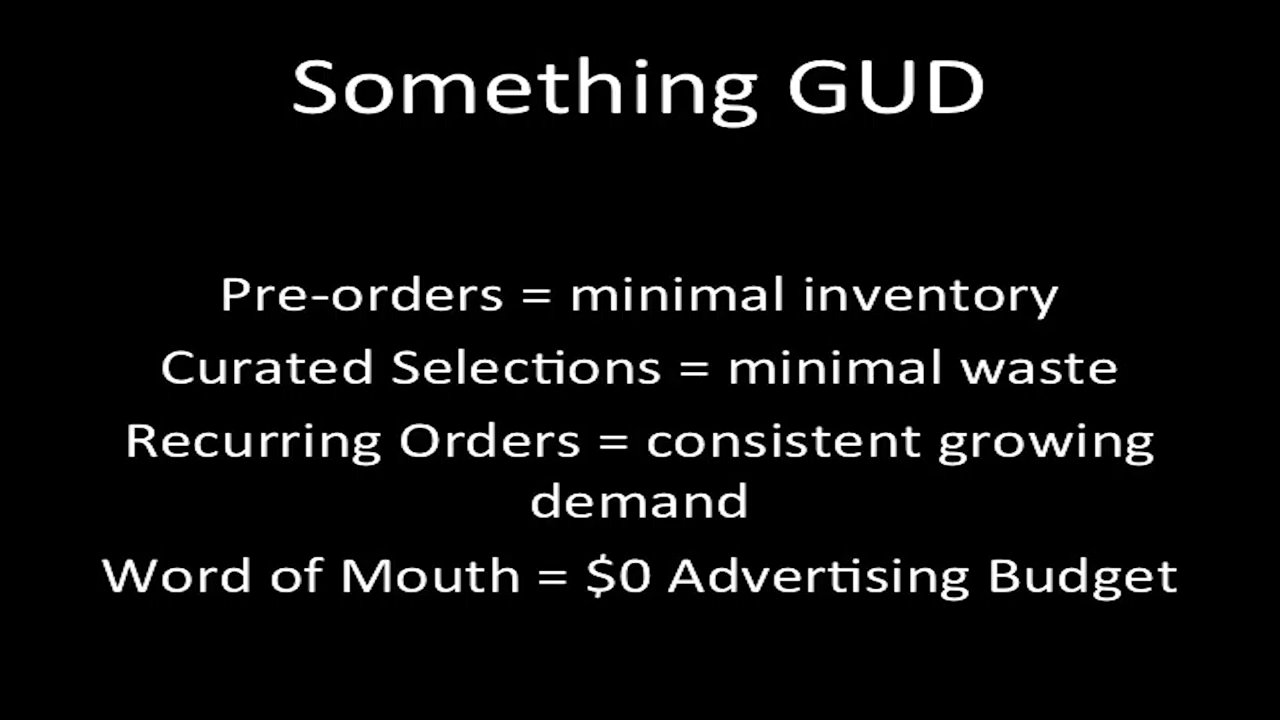 Something GUD
Pre-orders = minimal inventory
Curated Selections = minimal waste
Recurring Orders = consistent growing
demand
Word of Mouth = $0 Advertising Budget